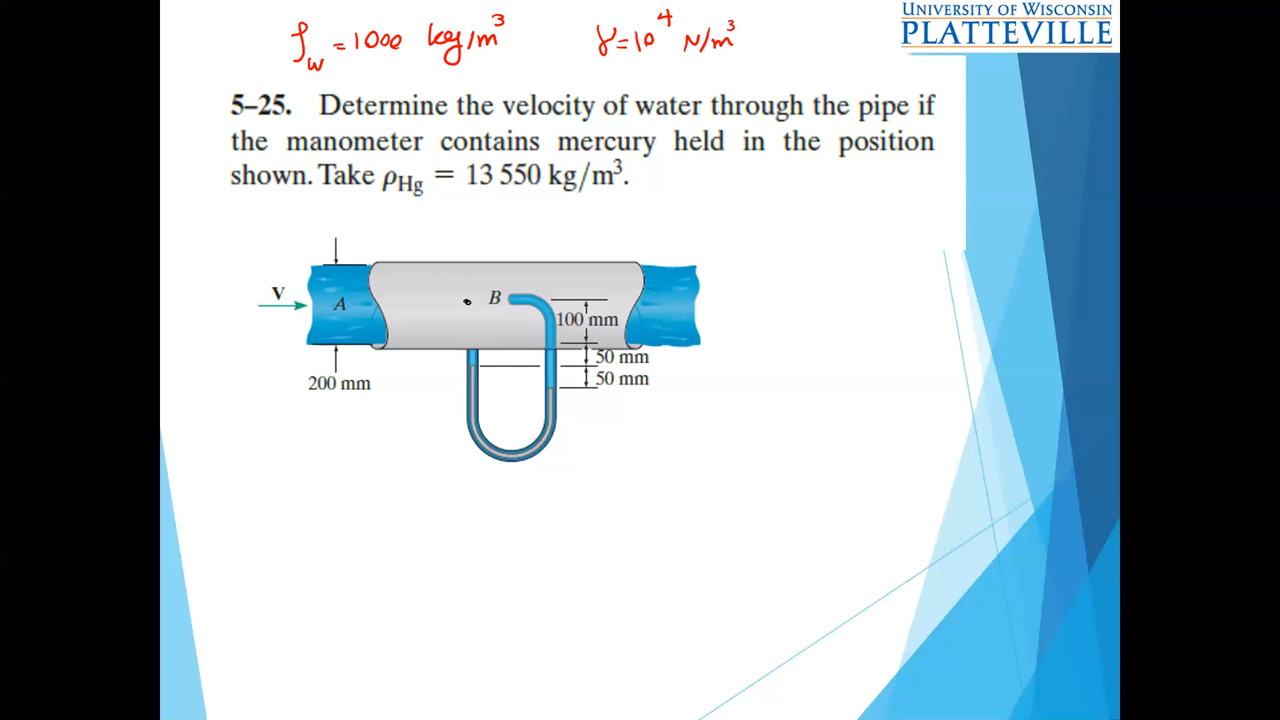 ρw = 1000 kg/m³ γ = 10⁴ N/m³
UNIVERSITY OF WISCONSIN
PLATTEVILLE
5–25. Determine the velocity of water through the pipe if
the manometer contains mercury held in the position
shown. Take ρHg = 13 550 kg/m³.
V
A
B
100 mm
50 mm
50 mm
200 mm